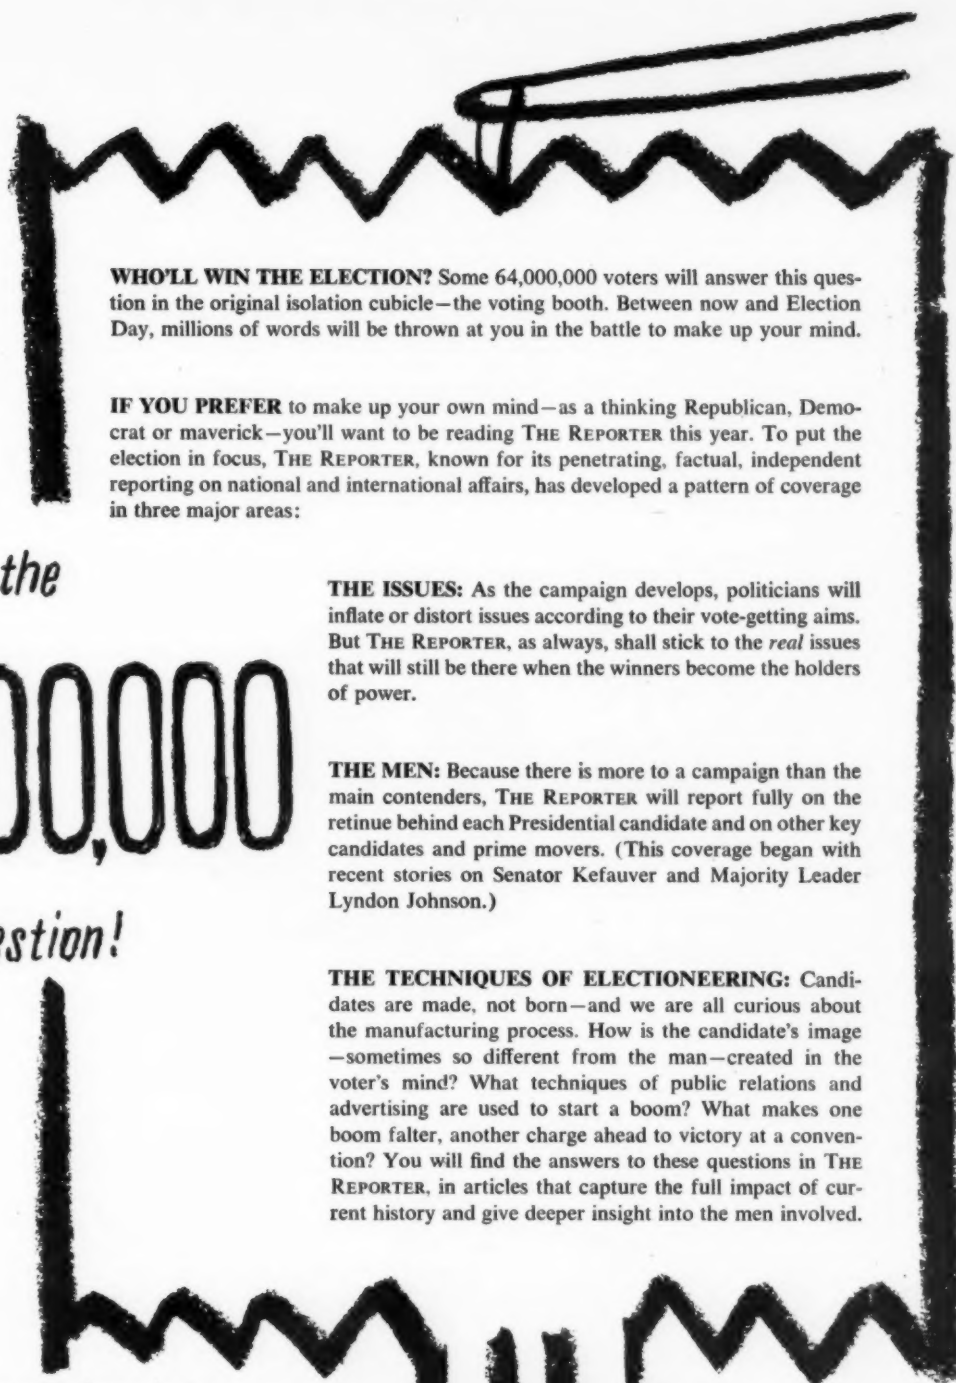 WHO'LL WIN THE ELECTION? Some 64,000,000 voters will answer this ques-
tion in the original isolation cubicle—the voting booth. Between now and Election
Day, millions of words will be thrown at you in the battle to make up your mind.
IF YOU PREFER to make up your own mind—as a thinking Republican, Demo-
crat or maverick—you'll want to be reading THE REPORTER this year. To put the
election in focus, THE REPORTER, known for its penetrating, factual, independent
reporting on national and international affairs, has developed a pattern of coverage
in three major areas:
the
00,000
estion!
THE ISSUES: As the campaign develops, politicians will
inflate or distort issues according to their vote-getting aims.
But THE REPORTER, as always, shall stick to the real issues
that will still be there when the winners become the holders
of power.
THE MEN: Because there is more to a campaign than the
main contenders, THE REPORTER will report fully on the
retinue behind each Presidential candidate and on other key
candidates and prime movers. (This coverage began with
recent stories on Senator Kefauver and Majority Leader
Lyndon Johnson.)
THE TECHNIQUES OF ELECTIONEERING: Candi-
dates are made, not born—and we are all curious about
the manufacturing process. How is the candidate's image
—sometimes so different from the man—created in the
voter's mind? What techniques of public relations and
advertising are used to start a boom? What makes one
boom falter, another charge ahead to victory at a conven-
tion? You will find the answers to these questions in THE
REPORTER, in articles that capture the full impact of cur-
rent history and give deeper insight into the men involved.